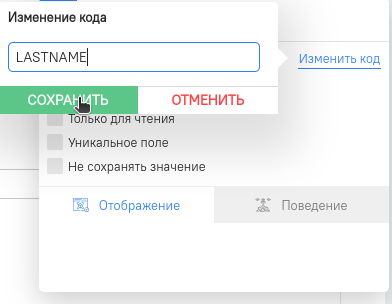 Изменение кода
LASTNAME
Изменить код
СОХРАНИТЬ ОТМЕНИТЬ
Только для чтения
Уникальное поле
Не сохранять значение
Отображение Поведение